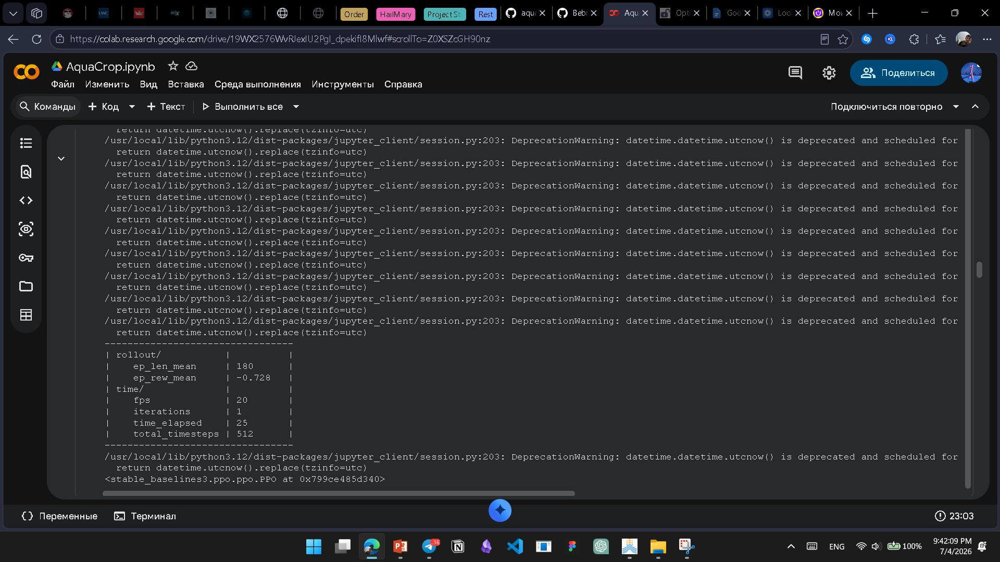 Order
HailMary
Project St
Rest
aqua
Bebr
Aqu
Opti
Goo
Loo
Mov
https://colab.research.google.com/drive/19WX2576WvRJexIU2PgI_dpekifI8MIwf#scrollTo=Z0XSZcGH90nz
AquaCrop.ipynb
Файл Изменить Вид Вставка Среда выполнения Инструменты Справка
Поделиться
Команды + Код + Текст Выполнить все
Подключиться повторно
return datetime.utcnow().replace(tzinfo=utc)
/usr/local/lib/python3.12/dist-packages/jupyter_client/session.py:203: DeprecationWarning: datetime.datetime.utcnow() is deprecated and scheduled for
return datetime.utcnow().replace(tzinfo=utc)
/usr/local/lib/python3.12/dist-packages/jupyter_client/session.py:203: DeprecationWarning: datetime.datetime.utcnow() is deprecated and scheduled for
return datetime.utcnow().replace(tzinfo=utc)
/usr/local/lib/python3.12/dist-packages/jupyter_client/session.py:203: DeprecationWarning: datetime.datetime.utcnow() is deprecated and scheduled for
return datetime.utcnow().replace(tzinfo=utc)
/usr/local/lib/python3.12/dist-packages/jupyter_client/session.py:203: DeprecationWarning: datetime.datetime.utcnow() is deprecated and scheduled for
return datetime.utcnow().replace(tzinfo=utc)
/usr/local/lib/python3.12/dist-packages/jupyter_client/session.py:203: DeprecationWarning: datetime.datetime.utcnow() is deprecated and scheduled for
return datetime.utcnow().replace(tzinfo=utc)
/usr/local/lib/python3.12/dist-packages/jupyter_client/session.py:203: DeprecationWarning: datetime.datetime.utcnow() is deprecated and scheduled for
return datetime.utcnow().replace(tzinfo=utc)
/usr/local/lib/python3.12/dist-packages/jupyter_client/session.py:203: DeprecationWarning: datetime.datetime.utcnow() is deprecated and scheduled for
return datetime.utcnow().replace(tzinfo=utc)
/usr/local/lib/python3.12/dist-packages/jupyter_client/session.py:203: DeprecationWarning: datetime.datetime.utcnow() is deprecated and scheduled for
return datetime.utcnow().replace(tzinfo=utc)
/usr/local/lib/python3.12/dist-packages/jupyter_client/session.py:203: DeprecationWarning: datetime.datetime.utcnow() is deprecated and scheduled for
return datetime.utcnow().replace(tzinfo=utc)
---------------------------------
| rollout/           |          |
|    ep_len_mean     | 180      |
|    ep_rew_mean     | -0.728   |
| time/              |          |
|    fps             | 20       |
|    iterations      | 1        |
|    time_elapsed    | 25       |
|    total_timesteps | 512      |
---------------------------------
/usr/local/lib/python3.12/dist-packages/jupyter_client/session.py:203: DeprecationWarning: datetime.datetime.utcnow() is deprecated and scheduled for
return datetime.utcnow().replace(tzinfo=utc)
<stable_baselines3.ppo.ppo.PPO at 0x799ce485d340>
Переменные Терминал
23:03
ENG
100%
9:42:09 PM
7/4/2026